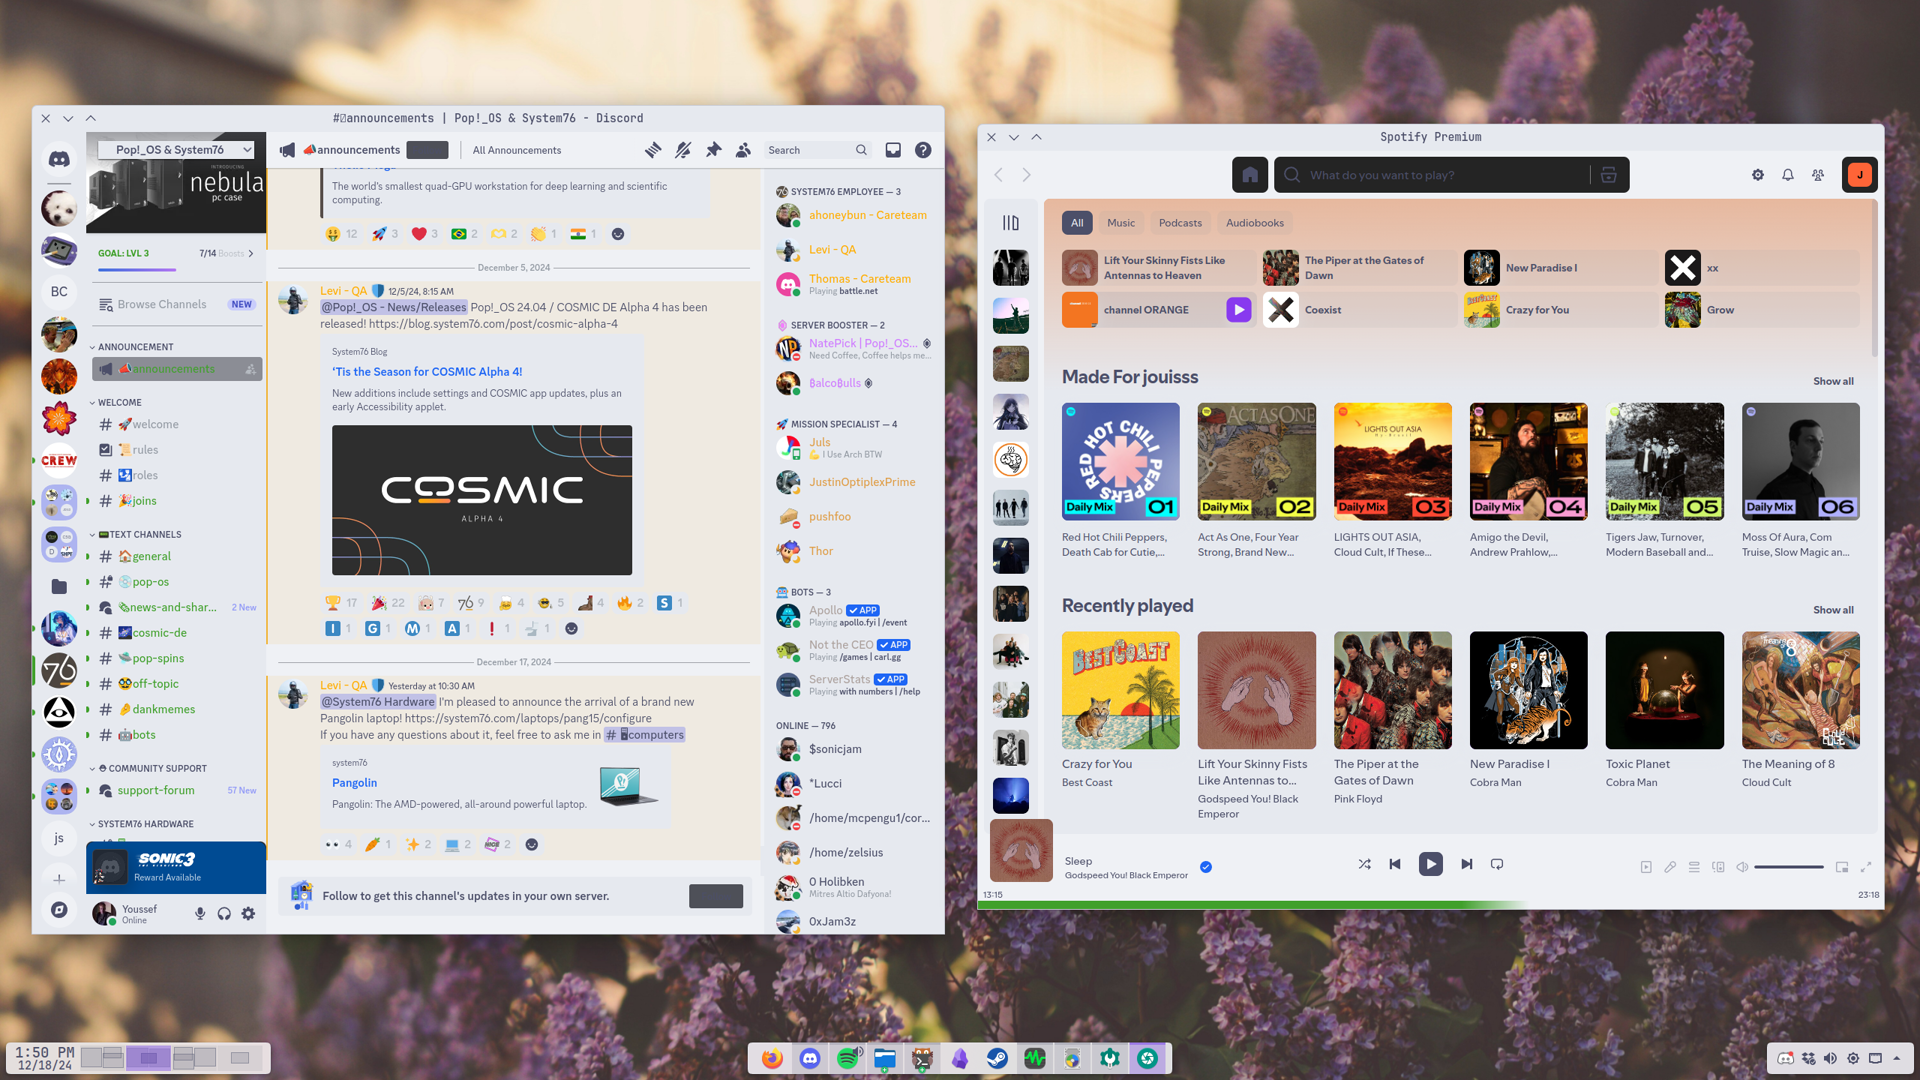 #announcements | Pop!_OS & System76 - Discord
Pop!_OS & System76
INTRODUCING
nebula
pc case
GOAL: LVL 3
7/14 Boosts
Browse Channels
NEW
ANNOUNCEMENT
announcements
WELCOME
welcome
rules
roles
joins
TEXT CHANNELS
general
pop-os
news-and-shar...
2 New
cosmic-de
pop-spins
off-topic
dankmemes
bots
COMMUNITY SUPPORT
support-forum
57 New
SYSTEM76 HARDWARE
SONIC 3
Reward Available
Youssef
Online
BC
CREW
76
js
announcements
All Announcements
Search
The world's smallest quad-GPU workstation for deep learning and scientific
computing.
12 3 3 2 2 1 1
December 5, 2024
Levi - QA 12/5/24, 8:15 AM
@Pop!_OS - News/Releases Pop!_OS 24.04 / COSMIC DE Alpha 4 has been
released! https://blog.system76.com/post/cosmic-alpha-4
System76 Blog
'Tis the Season for COSMIC Alpha 4!
New additions include settings and COSMIC app updates, plus an
early Accessibility applet.
COSMIC
ALPHA 4
17 22 7 76 9 4 5 4 2 S 1
I 1 G 1 M 1 A 1 1 1
December 17, 2024
Levi - QA Yesterday at 10:30 AM
@System76 Hardware I'm pleased to announce the arrival of a brand new
Pangolin laptop! https://system76.com/laptops/pang15/configure
If you have any questions about it, feel free to ask me in # computers
system76
Pangolin
Pangolin: The AMD-powered, all-around powerful laptop.
4 1 2 2 2
Follow to get this channel's updates in your own server.
SYSTEM76 EMPLOYEE — 3
ahoneybun - Careteam
Levi - QA
Thomas - Careteam
Playing battle.net
SERVER BOOSTER — 2
NatePick | Pop!_OS...
Need Coffee, Coffee helps me...
₿alco₿ulls
MISSION SPECIALIST — 4
Juls
I Use Arch BTW
JustinOptiplexPrime
pushfoo
Thor
BOTS — 3
Apollo APP
Playing apollo.fyi | /event
Not the CEO APP
Playing /games | carl.gg
ServerStats APP
Playing with numbers | /help
ONLINE — 796
$sonicjam
*Lucci
/home/mcpengu1/cor...
/home/zelsius
0 Holibken
Mitres Altio Dafyona!
0xJam3z
Spotify Premium
What do you want to play?
J
All
Music
Podcasts
Audiobooks
Lift Your Skinny Fists Like
Antennas to Heaven
The Piper at the Gates of
Dawn
New Paradise I
xx
channel ORANGE
Coexist
Crazy for You
Grow
Made For jouisss
Show all
RED HOT CHILI PEPPERS
Daily Mix 01
ACT AS ONE
Daily Mix 02
LIGHTS OUT ASIA
Daily Mix 03
Daily Mix 04
Daily Mix 05
Daily Mix 06
Red Hot Chili Peppers,
Death Cab for Cutie,...
Act As One, Four Year
Strong, Brand New...
LIGHTS OUT ASIA,
Cloud Cult, If These...
Amigo the Devil,
Andrew Prahlow,...
Tigers Jaw, Turnover,
Modern Baseball and...
Moss Of Aura, Com
Truise, Slow Magic an...
Recently played
Show all
BEST COAST
Crazy for You
Best Coast
Lift Your Skinny Fists
Like Antennas to...
Godspeed You! Black
Emperor
The Piper at the
Gates of Dawn
Pink Floyd
New Paradise I
Cobra Man
Toxic Planet
Cobra Man
The Meaning of 8
Cloud Cult
Sleep
Godspeed You! Black Emperor
13:15
23:18
1:50 PM
12/18/24